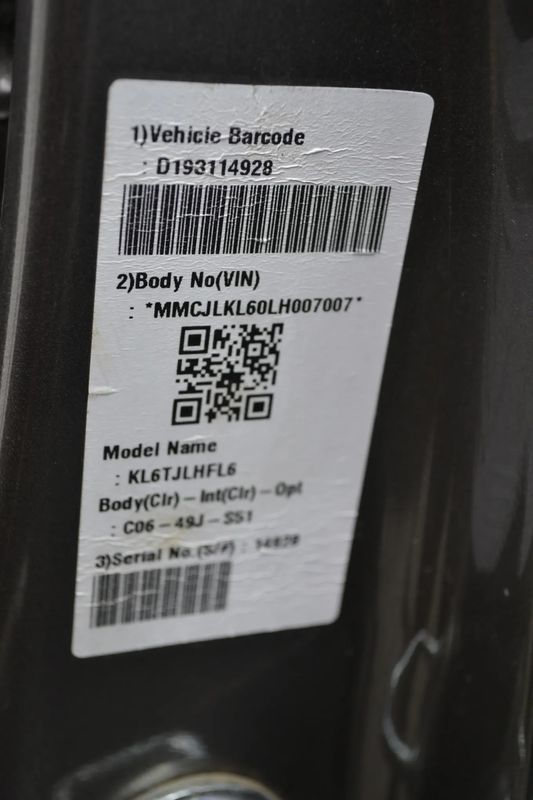 1)Vehicle Barcode
: D193114928
2)Body No(VIN)
: *MMCJLKL60LH007007*
Model Name
: KL6TJLHFL6
Body(Clr) – Int(Clr) – Opt
: C06 – 49J – SS1
3)Serial No.(S/#) : 14928